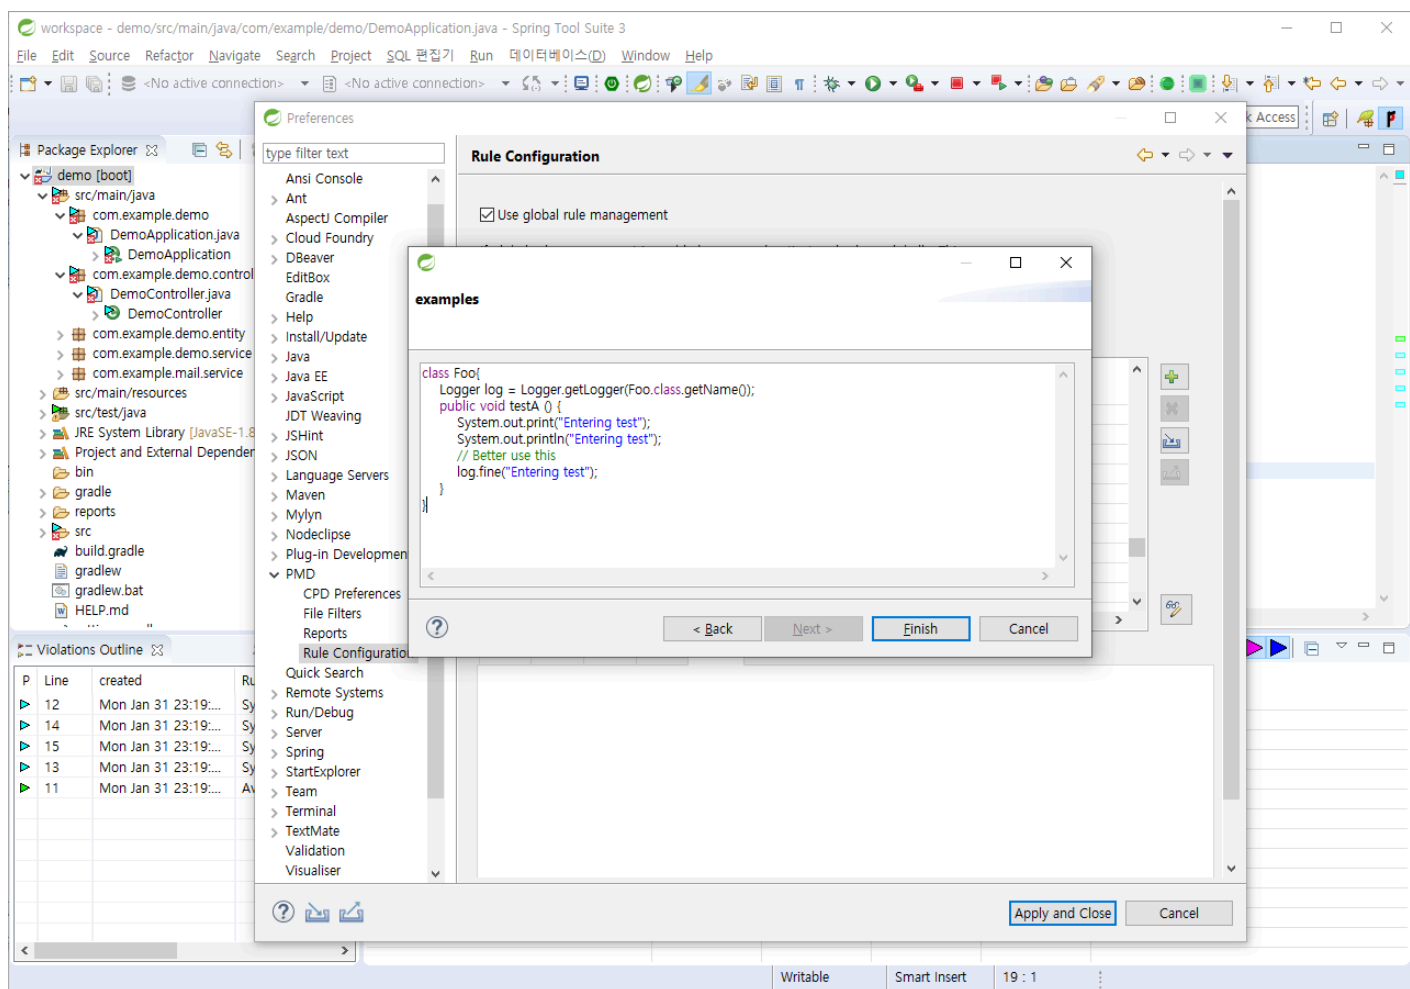 workspace - demo/src/main/java/com/example/demo/DemoApplication.java - Spring Tool Suite 3
File Edit Source Refactor Navigate Search Project SQL 편집기 Run 데이터베이스(D) Window Help
<No active connection> <No active connection>
Access
Package Explorer
demo [boot]
src/main/java
com.example.demo
DemoApplication.java
DemoApplication
com.example.demo.control
DemoController.java
DemoController
com.example.demo.entity
com.example.demo.service
com.example.mail.service
src/main/resources
src/test/java
JRE System Library [JavaSE-1.8
Project and External Depender
bin
gradle
reports
src
build.gradle
gradlew
gradlew.bat
HELP.md
Violations Outline
P Line created Ru
12 Mon Jan 31 23:19:... Sy
14 Mon Jan 31 23:19:... Sy
15 Mon Jan 31 23:19:... Sy
13 Mon Jan 31 23:19:... Sy
11 Mon Jan 31 23:19:... Av
Preferences
type filter text
Ansi Console
Ant
AspectJ Compiler
Cloud Foundry
DBeaver
EditBox
Gradle
Help
Install/Update
Java
Java EE
JavaScript
JDT Weaving
JSHint
JSON
Language Servers
Maven
Mylyn
Nodeclipse
Plug-in Developmen
PMD
CPD Preferences
File Filters
Reports
Rule Configuratio
Quick Search
Remote Systems
Run/Debug
Server
Spring
StartExplorer
Team
Terminal
TextMate
Validation
Visualiser
Rule Configuration
Use global rule management
examples
class Foo{
Logger log = Logger.getLogger(Foo.class.getName());
public void testA () {
System.out.print("Entering test");
System.out.println("Entering test");
// Better use this
log.fine("Entering test");
}
}
< Back Next > Finish Cancel
Apply and Close Cancel
Writable Smart Insert 19 : 1